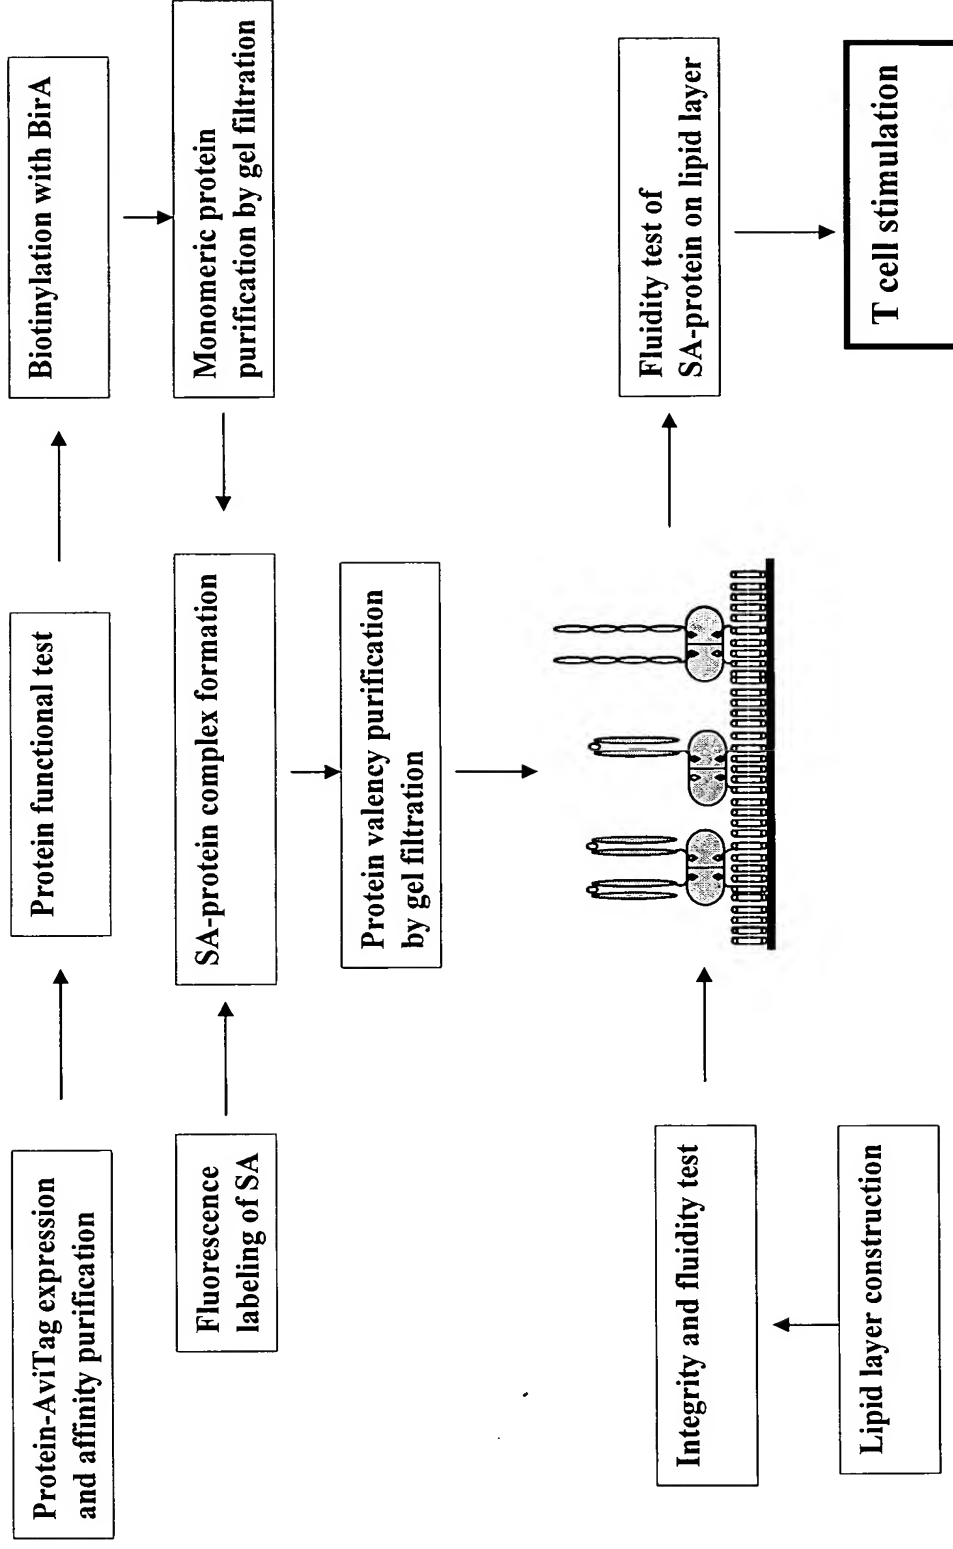 Protein-AviTag expression
and affinity purification
Protein functional test
Biotinylation with BirA
Monomeric protein
purification by gel filtration
Fluorescence
labeling of SA
SA-protein complex formation
Protein valency purification
by gel filtration
Lipid layer construction
Integrity and fluidity test
Fluidity test of
SA-protein on lipid layer
T cell stimulation